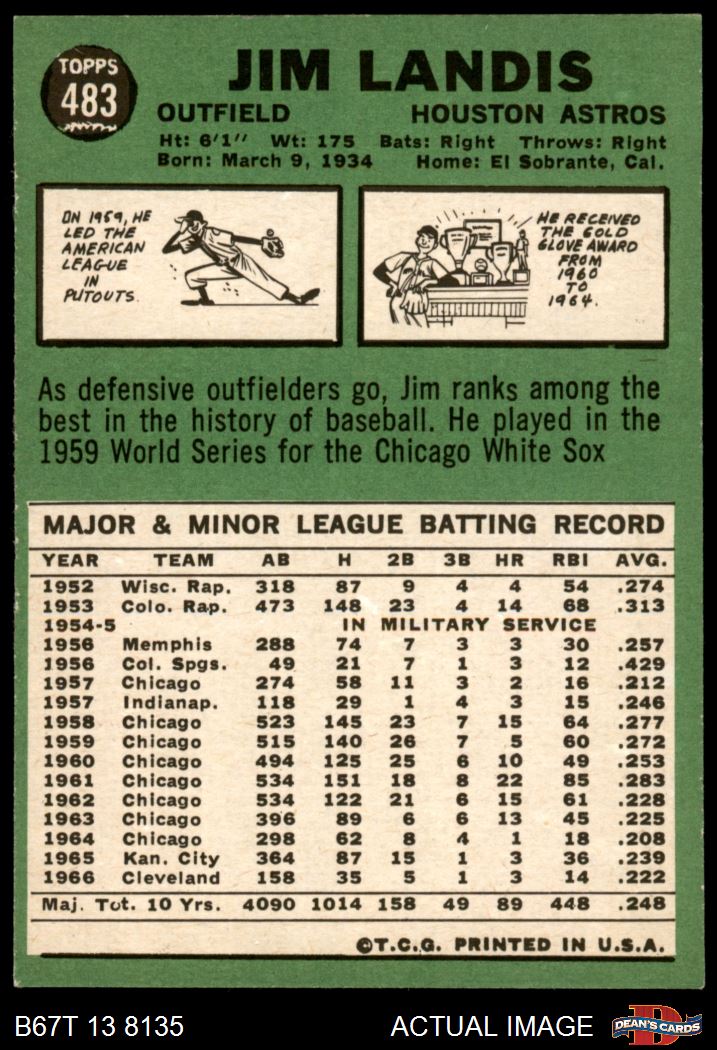 TOPPS
483
JIM LANDIS
OUTFIELD HOUSTON ASTROS
Ht: 6'1" Wt: 175 Bats: Right Throws: Right
Born: March 9, 1934 Home: El Sobrante, Cal.
ON 1959, HE
LED THE
AMERICAN
LEAGUE
IN
PUTOUTS.
HE RECEIVED
THE GOLD
GLOVE AWARD
FROM
1960
TO
1964.
As defensive outfielders go, Jim ranks among the
best in the history of baseball. He played in the
1959 World Series for the Chicago White Sox
MAJOR & MINOR LEAGUE BATTING RECORD
YEAR TEAM AB H 2B 3B HR RBI AVG.
1952 Wisc. Rap. 318 87 9 4 4 54 .274
1953 Colo. Rap. 473 148 23 4 14 68 .313
1954-5 IN MILITARY SERVICE
1956 Memphis 288 74 7 3 3 30 .257
1956 Col. Spgs. 49 21 7 1 3 12 .429
1957 Chicago 274 58 11 3 2 16 .212
1957 Indianap. 118 29 1 4 3 15 .246
1958 Chicago 523 145 23 7 15 64 .277
1959 Chicago 515 140 26 7 5 60 .272
1960 Chicago 494 125 25 6 10 49 .253
1961 Chicago 534 151 18 8 22 85 .283
1962 Chicago 534 122 21 6 15 61 .228
1963 Chicago 396 89 6 6 13 45 .225
1964 Chicago 298 62 8 4 1 18 .208
1965 Kan. City 364 87 15 1 3 36 .239
1966 Cleveland 158 35 5 1 3 14 .222
Maj. Tot. 10 Yrs. 4090 1014 158 49 89 448 .248
©T.C.G. PRINTED IN U.S.A.
B67T 13 8135 ACTUAL IMAGE
D
DEAN'S CARDS